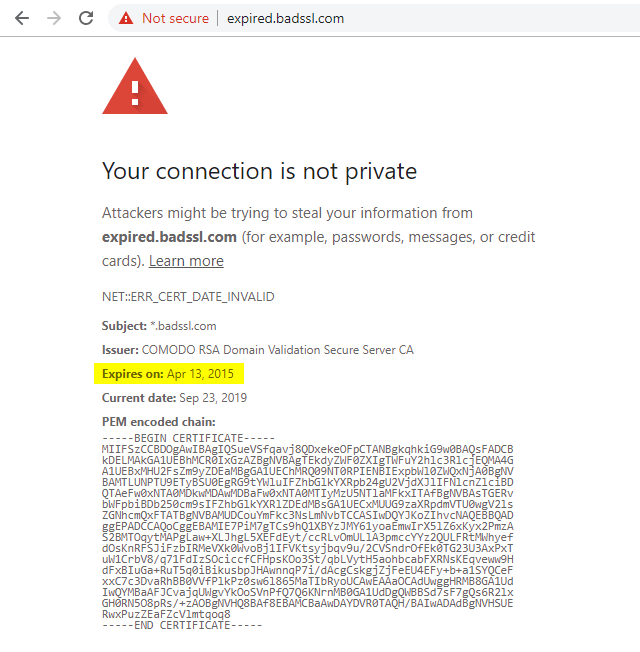 Not secure | expired.badssl.com
Your connection is not private
Attackers might be trying to steal your information from
expired.badssl.com (for example, passwords, messages, or credit
cards). Learn more
NET::ERR_CERT_DATE_INVALID
Subject: *.badssl.com
Issuer: COMODO RSA Domain Validation Secure Server CA
Expires on: Apr 13, 2015
Current date: Sep 23, 2019
PEM encoded chain:
-----BEGIN CERTIFICATE-----
MIIFSzCCBDOgAwIBAgIQSueVSfqavj8QDxekeOFpCTANBgkqhkiG9w0BAQsFADCB
kDELMAkGA1UEBhMCR0IxGzAZBgNVBAgTEkdyZWF0ZXIgTWFuY2hlc3RlcjEQMA4G
A1UEBxMHU2FsZm9yZDEaMBgGA1UEChMRQ09NT0RPIENBIExpbWl0ZWQxNjA0BgNV
BAMTLUNPTU9ETyBSU0EgRG9tYWluIFZhbGlkYXRpb24gU2VjdXJlIFNlcnZlciBD
QTAeFw0xNTA0MDkwMDAwMDBaFw0xNTA0MTIyMzU5NTlaMFkxITAfBgNVBAsTGERv
bWFpbiBDb250cm9sIFZhbGlkYXRlZDEdMBsGA1UECxMUUG9zaXRpdmVTU0wgV2ls
ZGNhcmQxFTATBgNVBAMUDCouYmFkc3NsLmNvbTCCASIwDQYJKoZIhvcNAQEBBQAD
ggEPADCCAQoCggEBAMIE7PiM7gTCs9hQ1XBYzJMY61yoaEmwIrX5lZ6xKyx2PmzA
S2BMTOqytMAPgLaw+XLJhgL5XEFdEyt/ccRLvOmULlA3pmccYYz2QULFRtMWhyef
dOsKnRFSJiFzbIRMeVXk0WvoBj1IFVKtsyjbqv9u/2CVSndrOfEk0TG23U3AxPxT
uW1CrbV8/q71FdIzSOciccfCFHpsKOo3St/qbLVytH5aohbcabFXRNsKEqveww9H
dFxBIuGa+RuT5q0iBikusbpJHAwnnqP7i/dAcgCskgjZjFeEU4EFy+b+a1SYQCeF
xxC7c3DvaRhBB0VVfPlkPz0sw6l865MaTIbRyoUCAwEAAaOCAdUwggHRMB8GA1Ud
IwQYMBaAFJCvajqUWgvYkOoSVnPfQ7Q6KNrnMB0GA1UdDgQWBBSd7sF7gQs6R2lx
GH0RN5O8pRs/+zAOBgNVHQ8BAf8EBAMCBaAwDAYDVR0TAQH/BAIwADAdBgNVHSUE
RwxPuzZEaFZcVlmtqoq8
-----END CERTIFICATE-----